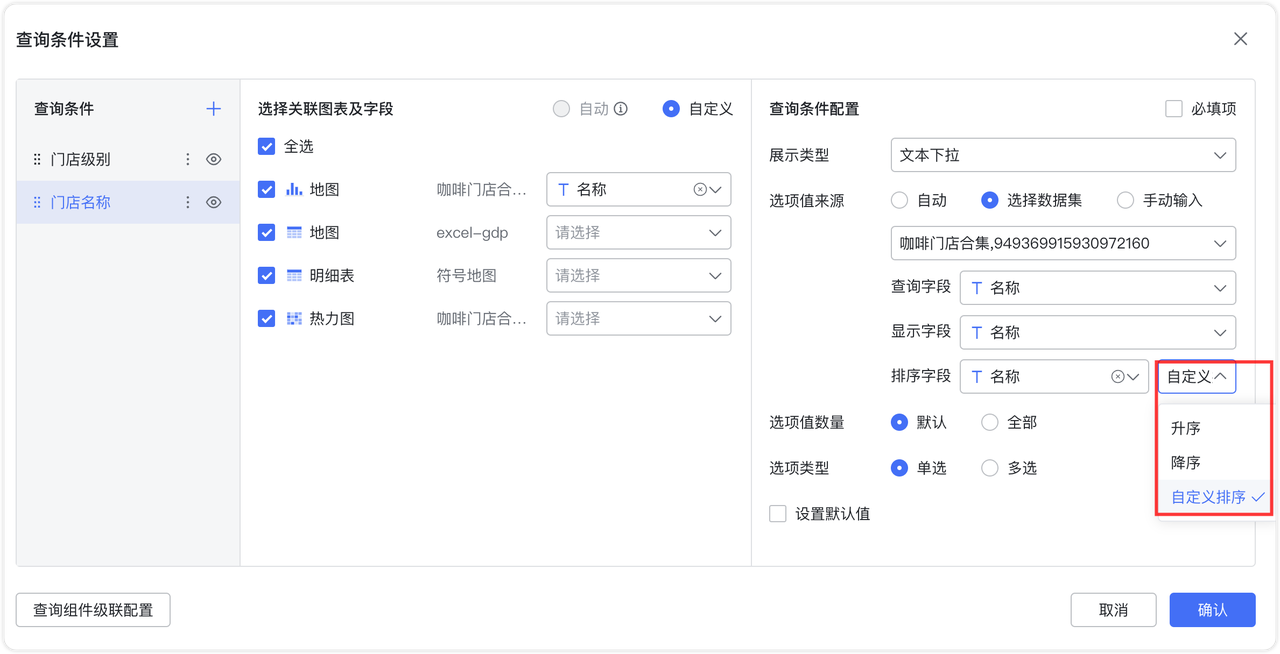 查询条件设置
查询条件
门店级别
门店名称
选择关联图表及字段
自动
自定义
全选
地图 咖啡门店合... T 名称
地图 excel-gdp 请选择
明细表 符号地图 请选择
热力图 咖啡门店合... 请选择
查询条件配置
必填项
展示类型 文本下拉
选项值来源 自动 选择数据集 手动输入
咖啡门店合集,949369915930972160
查询字段 T 名称
显示字段 T 名称
排序字段 T 名称 自定义
升序
降序
自定义排序
选项值数量 默认 全部
选项类型 单选 多选
设置默认值
查询组件级联配置
取消
确认